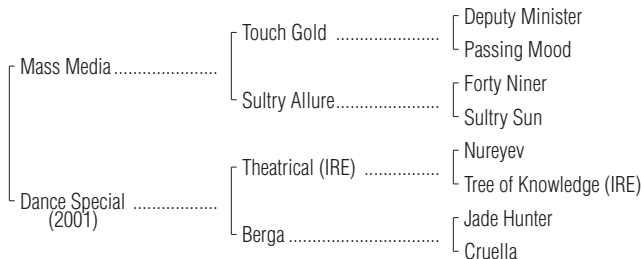 Deputy Minister
Touch Gold ....................
Passing Mood
Mass Media ....................
Forty Niner
Sultry Allure....................
Sultry Sun
Nureyev
Theatrical (IRE) ..................
Tree of Knowledge (IRE)
Dance Special ................
(2001)
Jade Hunter
Berga .............................
Cruella